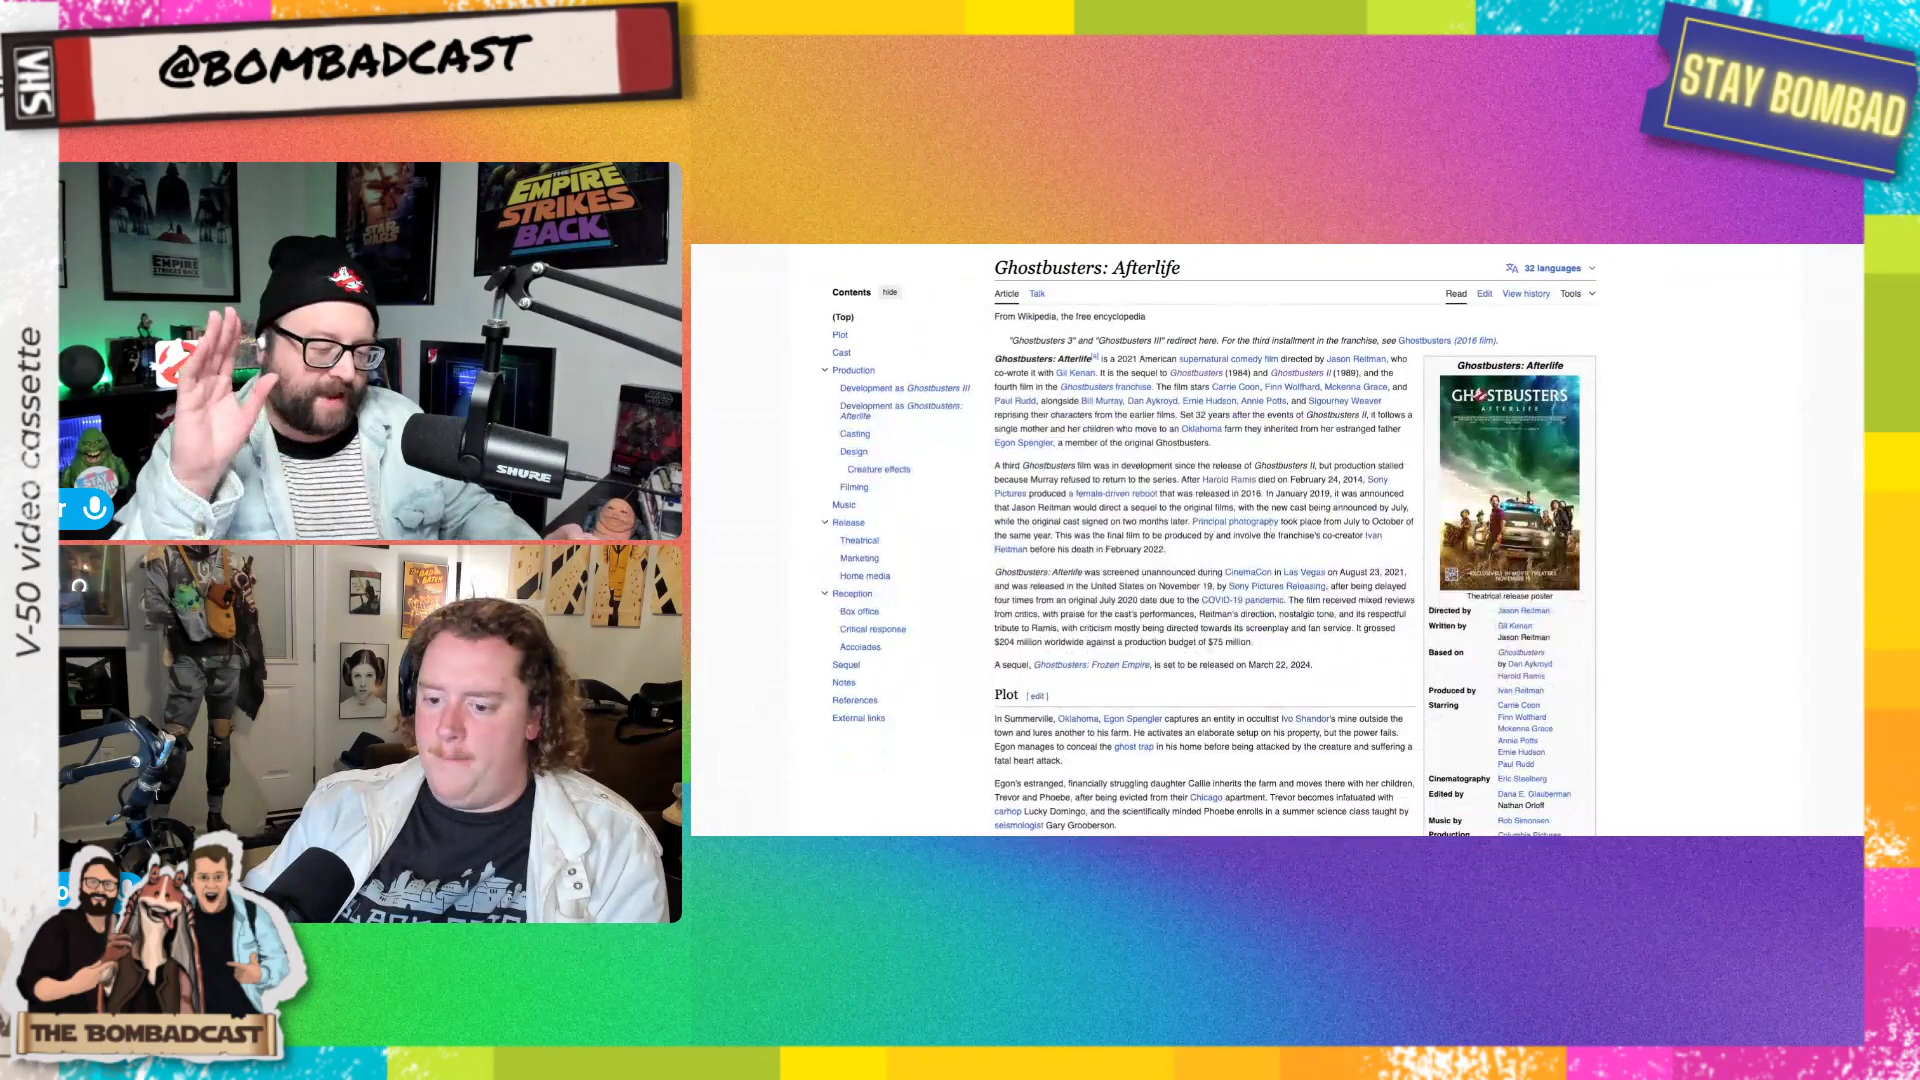 @BOMBADCAST
VHS
V-50 video cassette
STAY BOMBAD
THE
EMPIRE
STRIKES
BACK
EMPIRE
STAR
WARS
SHURE
STAY
THE BAD
BATCH
THE BOMBADCAST
Ghostbusters: Afterlife
32 languages
Contents hide
Article Talk
Read Edit View history Tools
(Top)
Plot
Cast
Production
Development as Ghostbusters III
Development as Ghostbusters:
Afterlife
Casting
Design
Creature effects
Filming
Music
Release
Theatrical
Marketing
Home media
Reception
Box office
Critical response
Accolades
Sequel
Notes
References
External links
From Wikipedia, the free encyclopedia
"Ghostbusters 3" and "Ghostbusters III" redirect here. For the third installment in the franchise, see Ghostbusters (2016 film).
Ghostbusters: Afterlife[a] is a 2021 American supernatural comedy film directed by Jason Reitman, who
co-wrote it with Gil Kenan. It is the sequel to Ghostbusters (1984) and Ghostbusters II (1989), and the
fourth film in the Ghostbusters franchise. The film stars Carrie Coon, Finn Wolfhard, Mckenna Grace, and
Paul Rudd, alongside Bill Murray, Dan Aykroyd, Ernie Hudson, Annie Potts, and Sigourney Weaver
reprising their characters from the earlier films. Set 32 years after the events of Ghostbusters II, it follows a
single mother and her children who move to an Oklahoma farm they inherited from her estranged father
Egon Spengler, a member of the original Ghostbusters.
A third Ghostbusters film was in development since the release of Ghostbusters II, but production stalled
because Murray refused to return to the series. After Harold Ramis died on February 24, 2014, Sony
Pictures produced a female-driven reboot that was released in 2016. In January 2019, it was announced
that Jason Reitman would direct a sequel to the original films, with the new cast being announced by July,
while the original cast signed on two months later. Principal photography took place from July to October of
the same year. This was the final film to be produced by and involve the franchise's co-creator Ivan
Reitman before his death in February 2022.
Ghostbusters: Afterlife was screened unannounced during CinemaCon in Las Vegas on August 23, 2021,
and was released in the United States on November 19, by Sony Pictures Releasing, after being delayed
four times from an original July 2020 date due to the COVID-19 pandemic. The film received mixed reviews
from critics, with praise for the cast's performances, Reitman's direction, nostalgic tone, and its respectful
tribute to Ramis, with criticism mostly being directed towards its screenplay and fan service. It grossed
$204 million worldwide against a production budget of $75 million.
A sequel, Ghostbusters: Frozen Empire, is set to be released on March 22, 2024.
Plot [ edit ]
In Summerville, Oklahoma, Egon Spengler captures an entity in occultist Ivo Shandor's mine outside the
town and lures another to his farm. He activates an elaborate setup on his property, but the power fails.
Egon manages to conceal the ghost trap in his home before being attacked by the creature and suffering a
fatal heart attack.
Egon's estranged, financially struggling daughter Callie inherits the farm and moves there with her children,
Trevor and Phoebe, after being evicted from their Chicago apartment. Trevor becomes infatuated with
carhop Lucky Domingo, and the scientifically minded Phoebe enrolls in a summer science class taught by
seismologist Gary Grooberson.
Ghostbusters: Afterlife
GHOSTBUSTERS
AFTERLIFE
EXCLUSIVELY IN MOVIE THEATERS
NOVEMBER
Theatrical release poster
Directed by Jason Reitman
Written by Gil Kenan
Jason Reitman
Based on Ghostbusters
by Dan Aykroyd
Harold Ramis
Produced by Ivan Reitman
Starring Carrie Coon
Finn Wolfhard
Mckenna Grace
Annie Potts
Ernie Hudson
Paul Rudd
Cinematography Eric Steelberg
Edited by Dana E. Glauberman
Nathan Orloff
Music by Rob Simonsen
Production Columbia Pictures